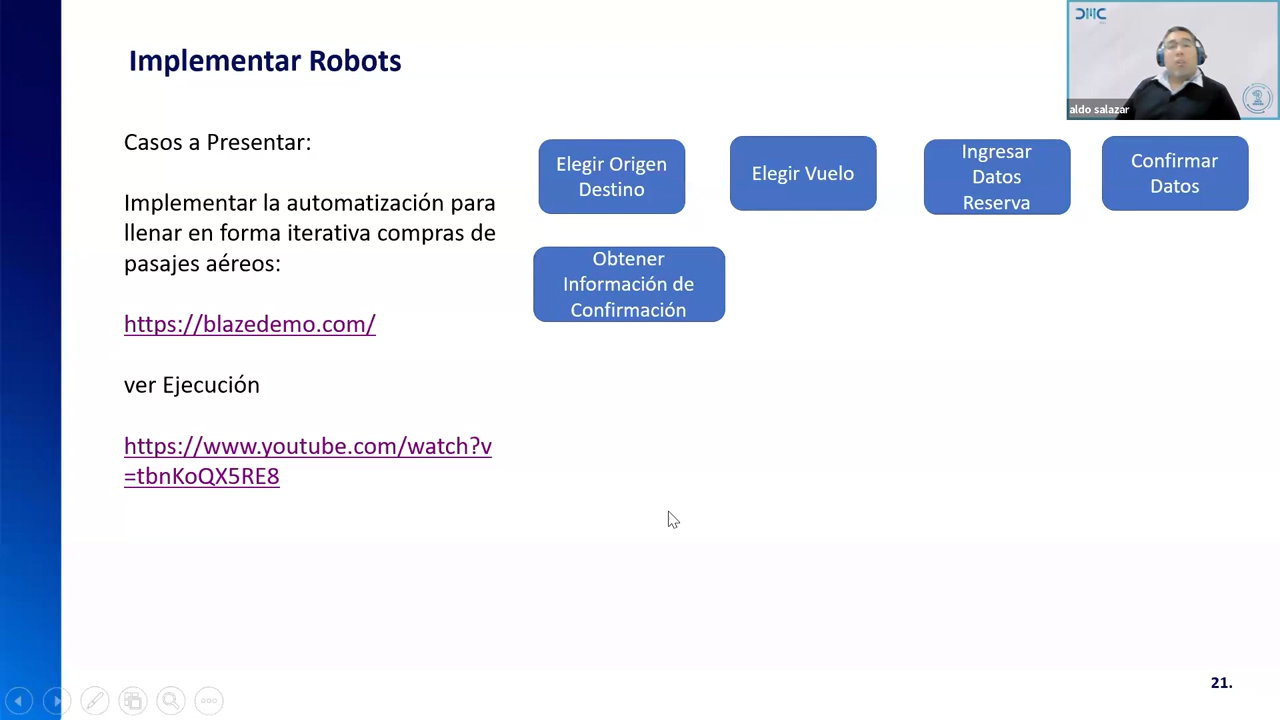 Implementar Robots
DMC
aldo salazar
Casos a Presentar:
Implementar la automatización para
llenar en forma iterativa compras de
pasajes aéreos:
https://blazedemo.com/
ver Ejecución
https://www.youtube.com/watch?v
=tbnKoQX5RE8
Elegir Origen
Destino
Elegir Vuelo
Ingresar
Datos
Reserva
Confirmar
Datos
Obtener
Información de
Confirmación
21.